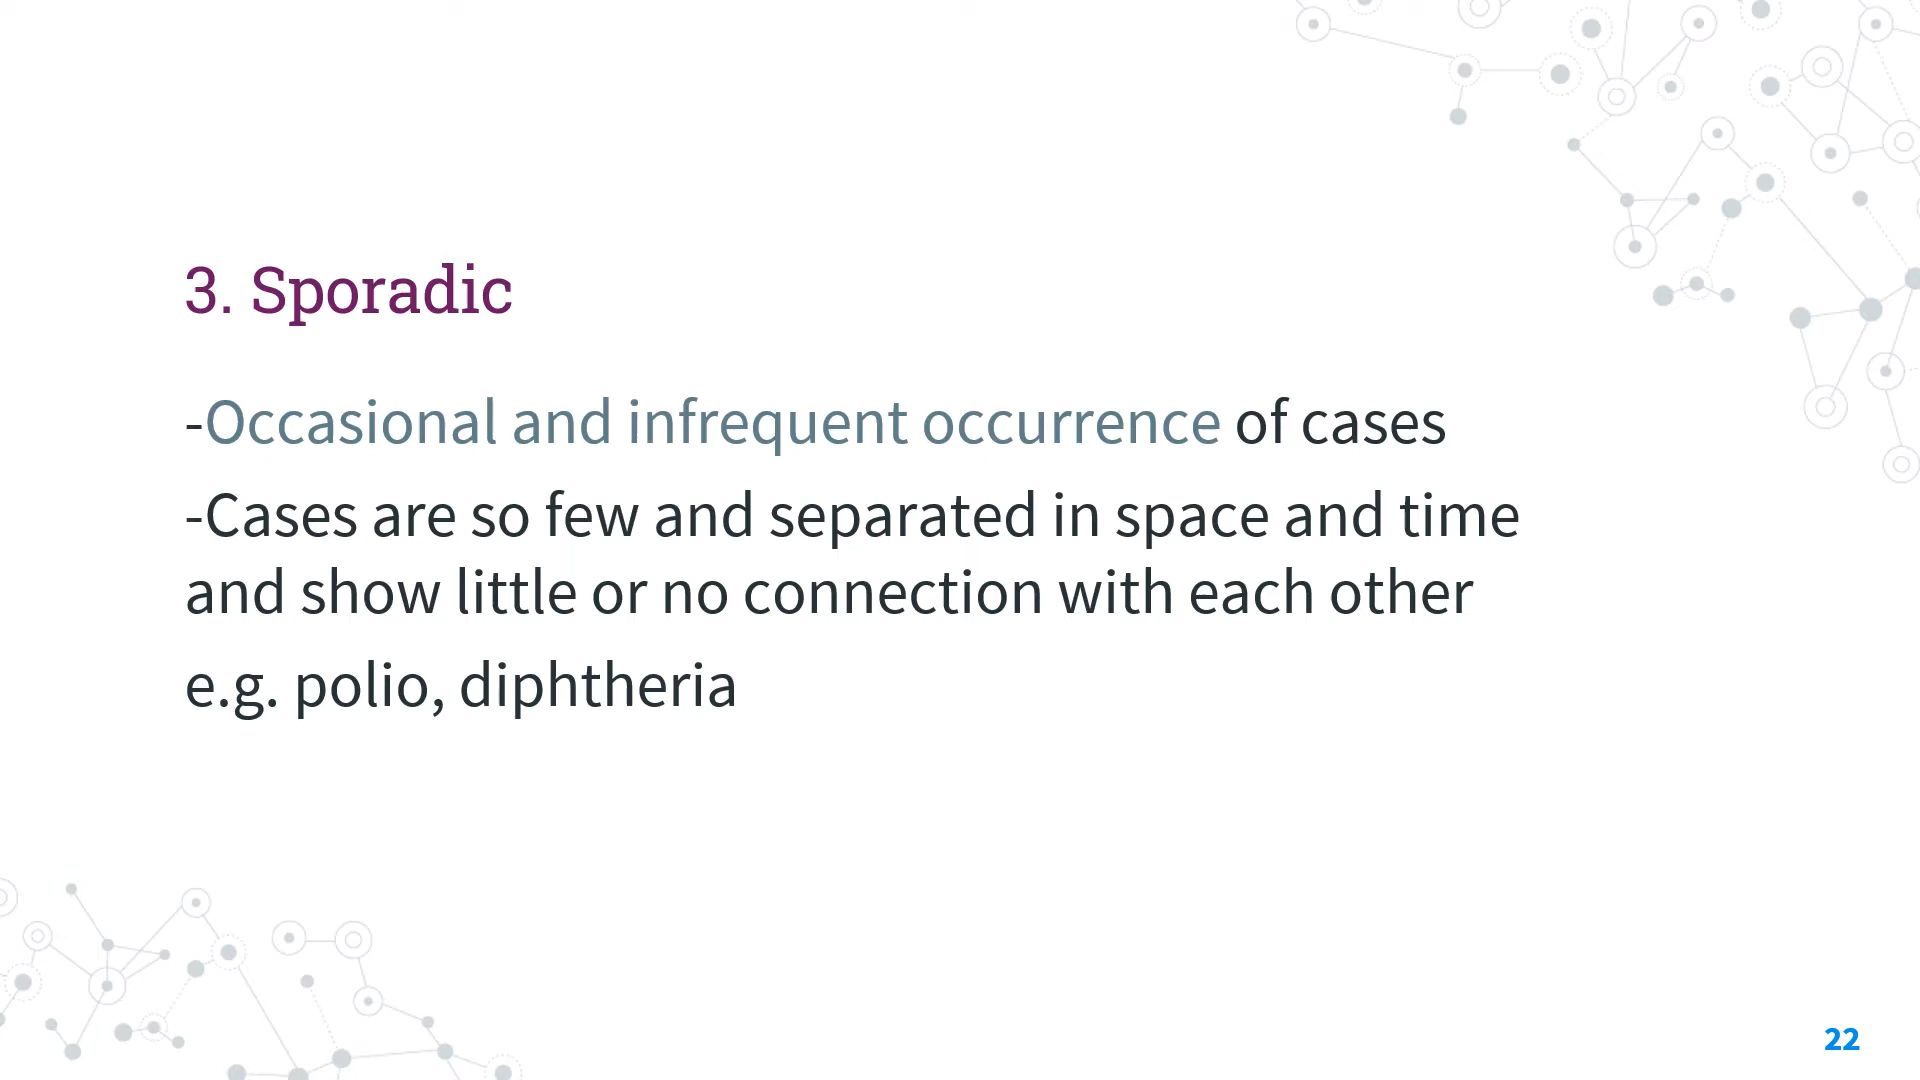 3. Sporadic
-Occasional and infrequent occurrence of cases
-Cases are so few and separated in space and time
and show little or no connection with each other
e.g. polio, diphtheria
22